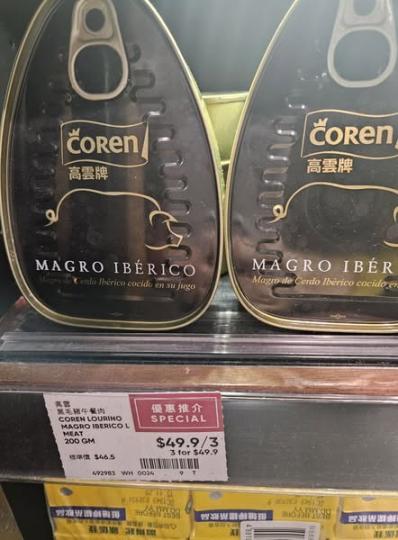 COREN
高雲牌
MAGRO IBÉRICO
Magro de Cerdo Ibérico cocido en su jugo
COREN
高雲牌
MAGRO IBÉR
Magro de Cerdo Ibérico cocido en
高雲
黑毛豬午餐肉
COREN LOURINO
MAGRO IBERICO L
MEAT
200 GM
標準價 $46.5
優惠推介
SPECIAL
$49.9/3
3 for $49.9
492983 WH 0024 9 T